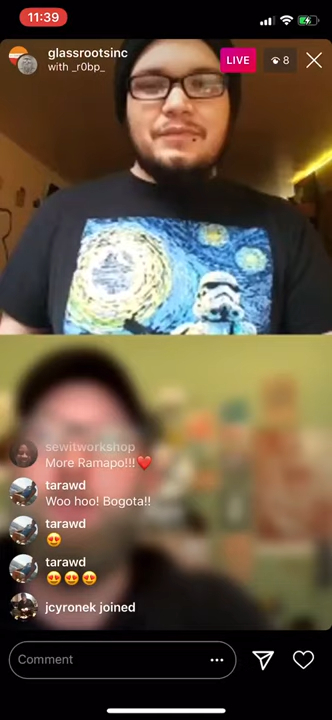 11:39
glassrootsinc
with _r0bp_
LIVE
8
sewitworkshop
More Ramapo!!!❤️
tarawd
Woo hoo! Bogota!!
tarawd
😍
tarawd
😍😍😍
jcyronek joined
Comment